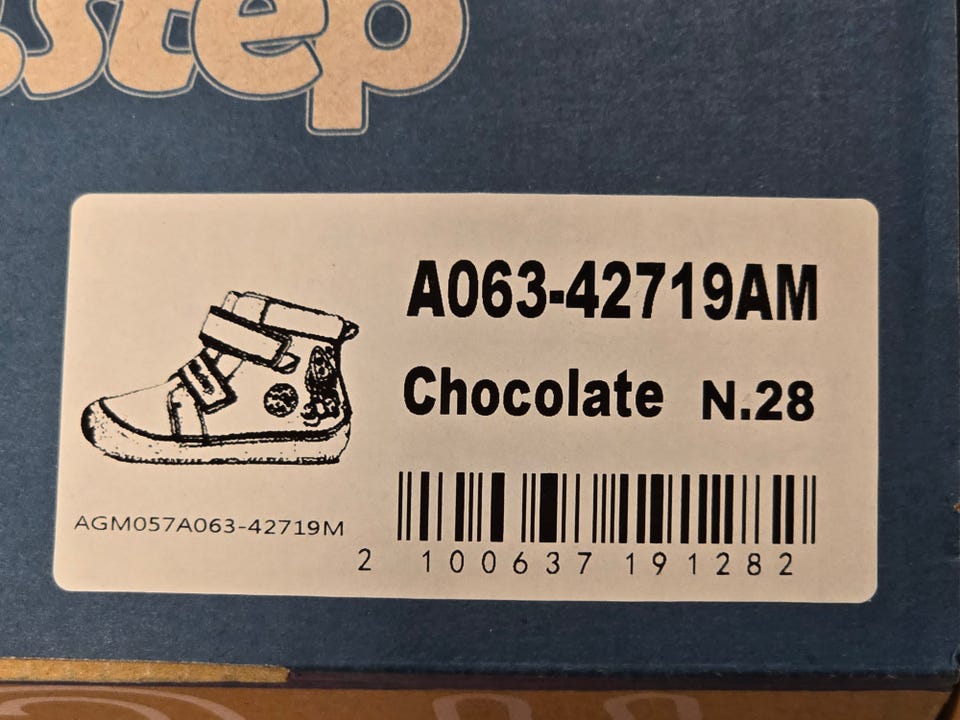 .step
A063-42719AM
Chocolate N.28
AGM057A063-42719M
2 100637 191282